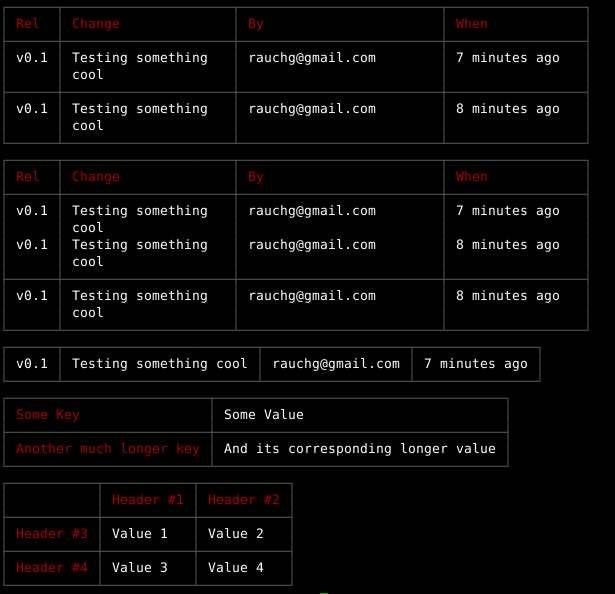 Rel Change By When
v0.1 Testing something rauchg@gmail.com 7 minutes ago
cool
v0.1 Testing something rauchg@gmail.com 8 minutes ago
cool
Rel Change By When
v0.1 Testing something rauchg@gmail.com 7 minutes ago
cool
v0.1 Testing something rauchg@gmail.com 8 minutes ago
cool
v0.1 Testing something rauchg@gmail.com 8 minutes ago
cool
v0.1 Testing something cool rauchg@gmail.com 7 minutes ago
Some Key Some Value
Another much longer key And its corresponding longer value
Header #1 Header #2
Header #3 Value 1 Value 2
Header #4 Value 3 Value 4